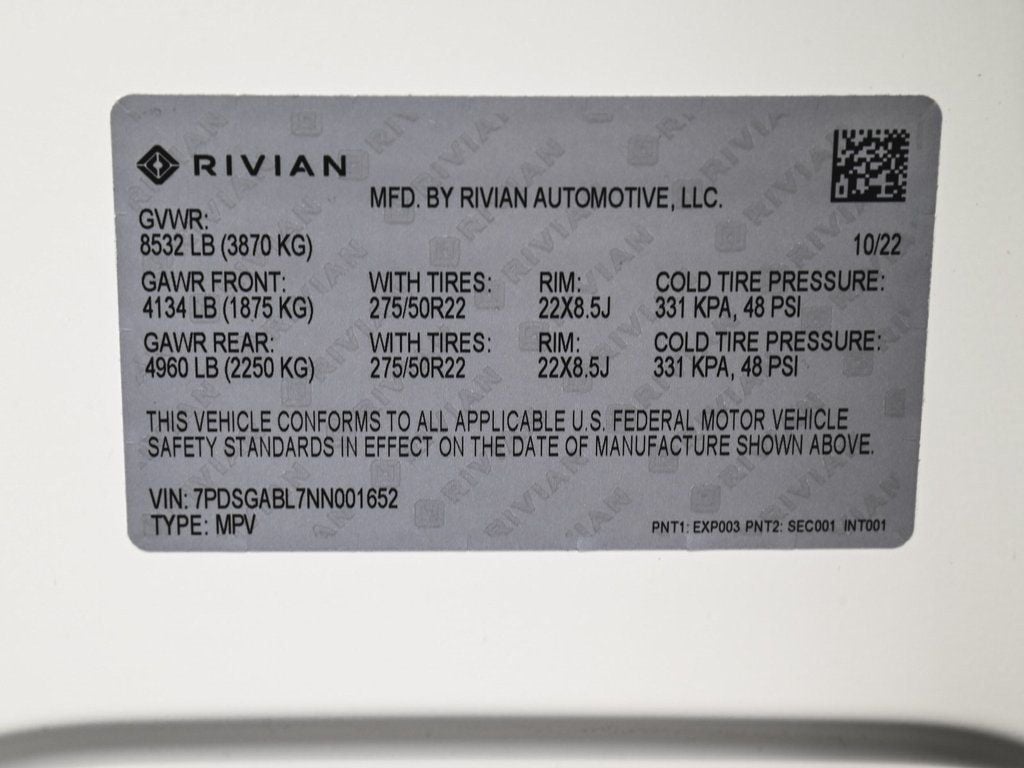 RIVIAN
MFD. BY RIVIAN AUTOMOTIVE, LLC.
GVWR:
8532 LB (3870 KG) 10/22
GAWR FRONT: WITH TIRES: RIM: COLD TIRE PRESSURE:
4134 LB (1875 KG) 275/50R22 22X8.5J 331 KPA, 48 PSI
GAWR REAR: WITH TIRES: RIM: COLD TIRE PRESSURE:
4960 LB (2250 KG) 275/50R22 22X8.5J 331 KPA, 48 PSI
THIS VEHICLE CONFORMS TO ALL APPLICABLE U.S. FEDERAL MOTOR VEHICLE
SAFETY STANDARDS IN EFFECT ON THE DATE OF MANUFACTURE SHOWN ABOVE.
VIN: 7PDSGABL7NN001652
TYPE: MPV PNT1: EXP003 PNT2: SEC001 INT001